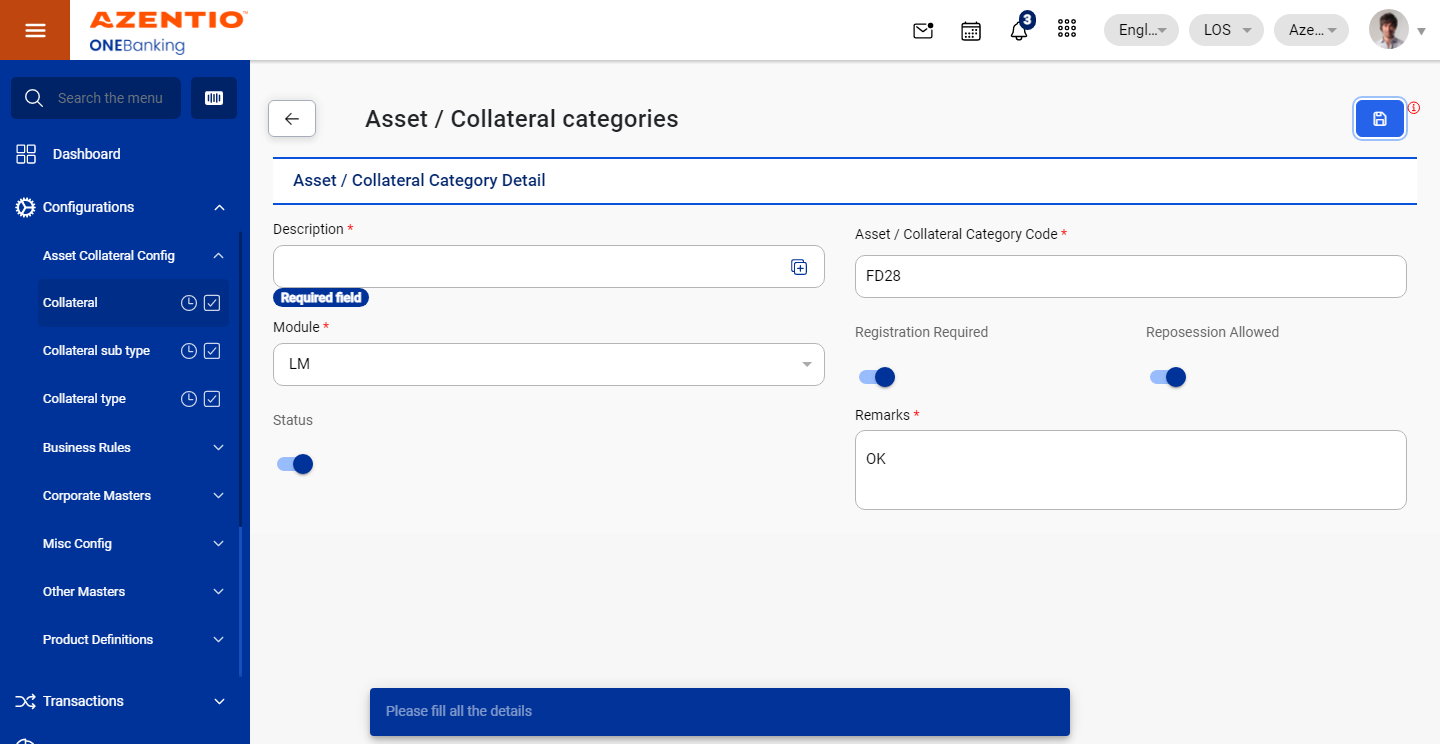 AZENTIO™
ONEBanking
3
Engl...
LOS
Aze...
Search the menu
Dashboard
Configurations
Asset Collateral Config
Collateral
Collateral sub type
Collateral type
Business Rules
Corporate Masters
Misc Config
Other Masters
Product Definitions
Transactions
Asset / Collateral categories
Asset / Collateral Category Detail
Description *
Required field
Module *
LM
Status
Asset / Collateral Category Code *
FD28
Registration Required
Reposession Allowed
Remarks *
OK
Please fill all the details